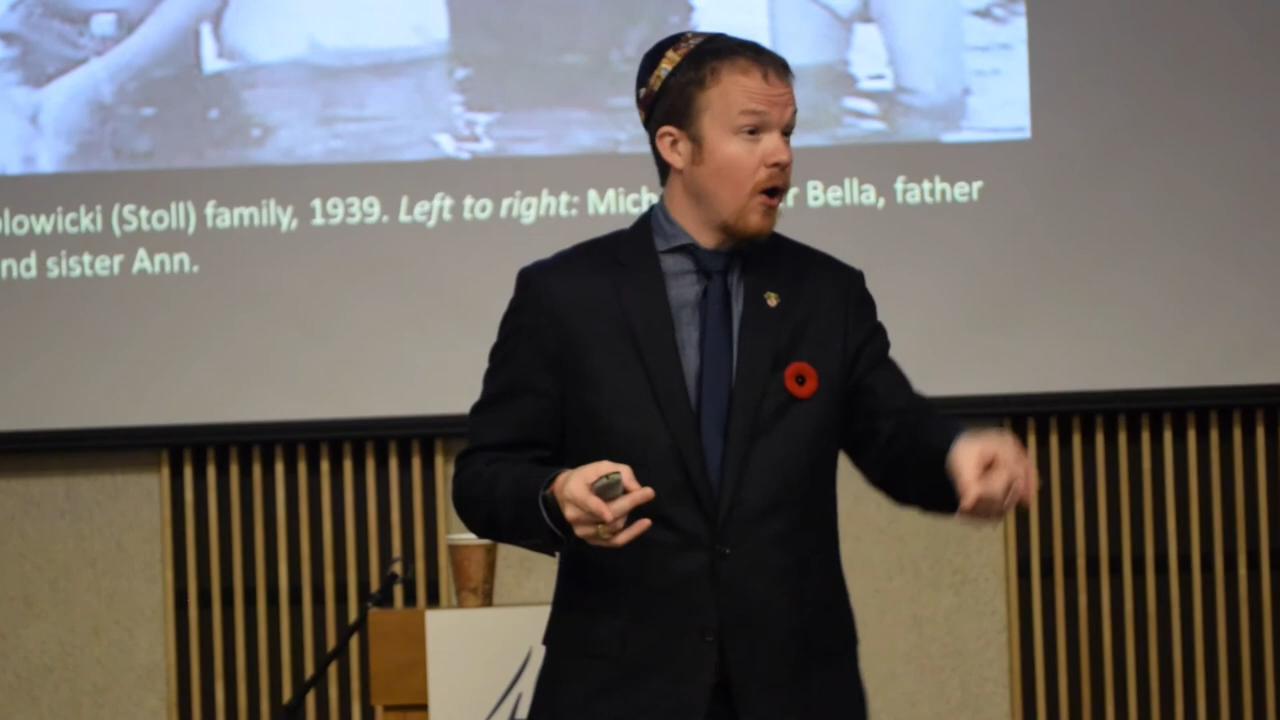 olowicki (Stoll) family, 1939. Left to right: Mich r Bella, father
nd sister Ann.